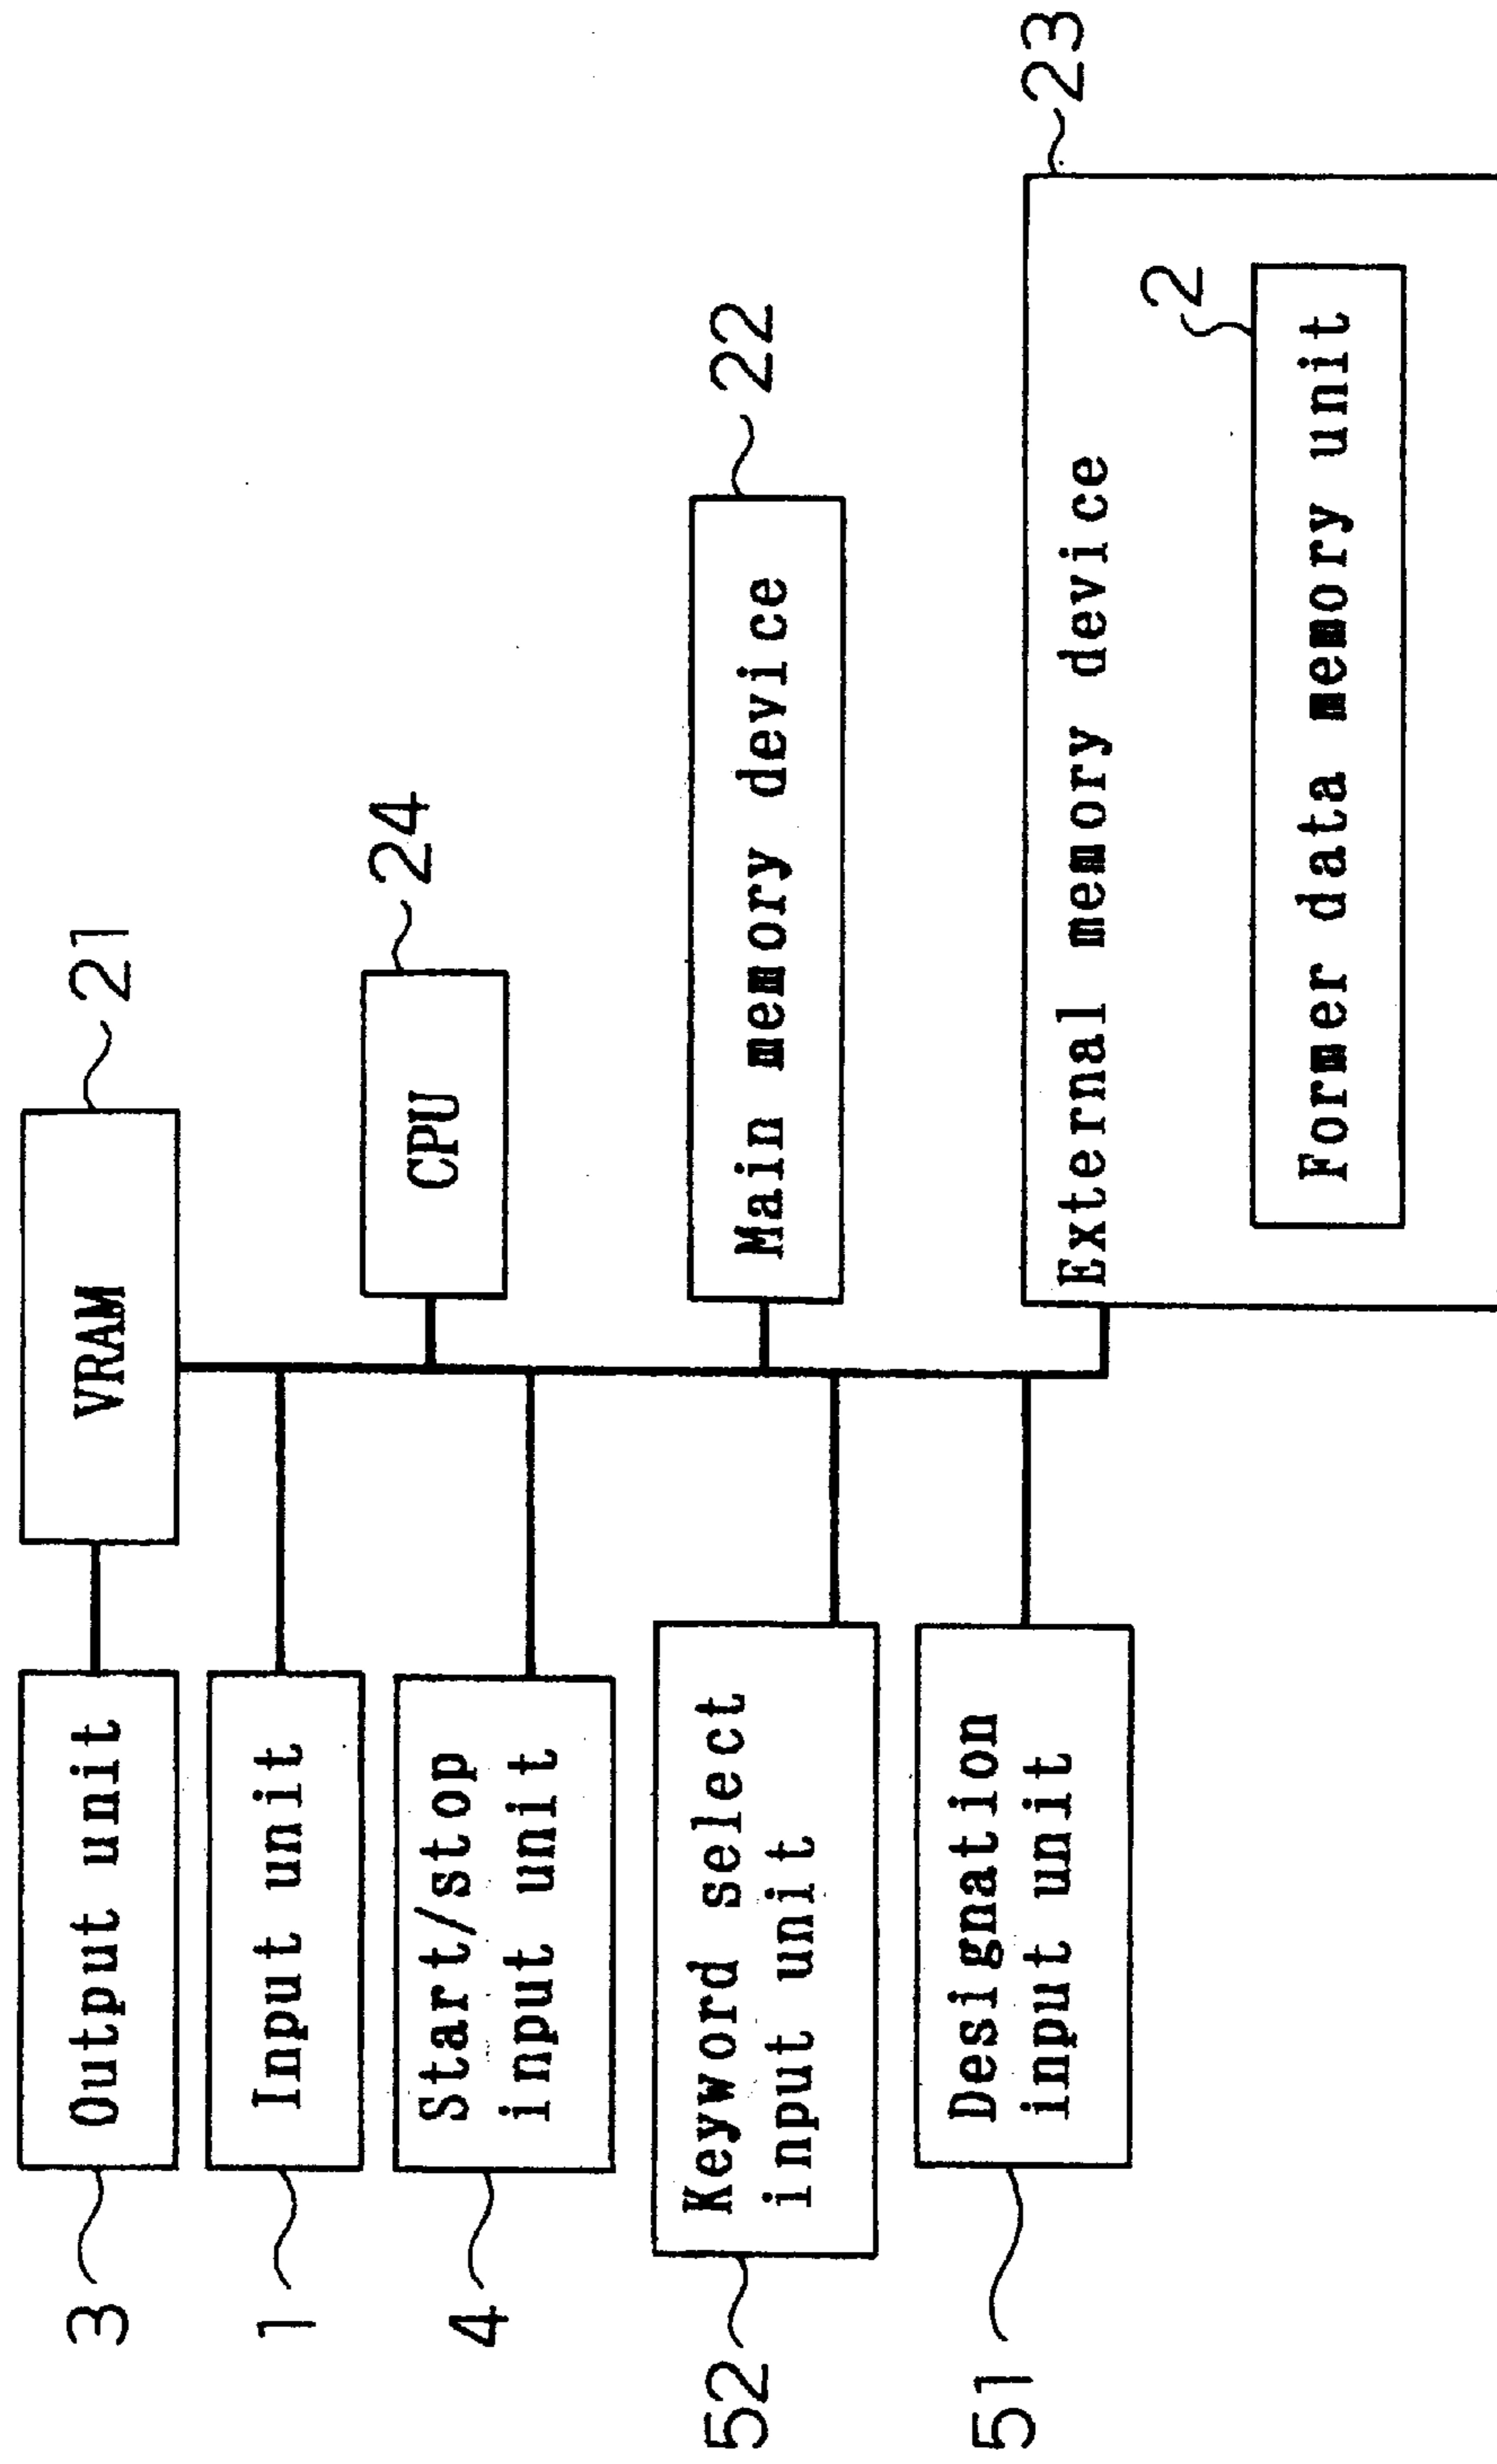 3
Output unit
VRAM
21
1
Input unit
CPU
24
4
Start/stop
input unit
52
Keyword select
input unit
Main memory device
22
51
Designation
input unit
External memory device
23
2
Former data memory unit